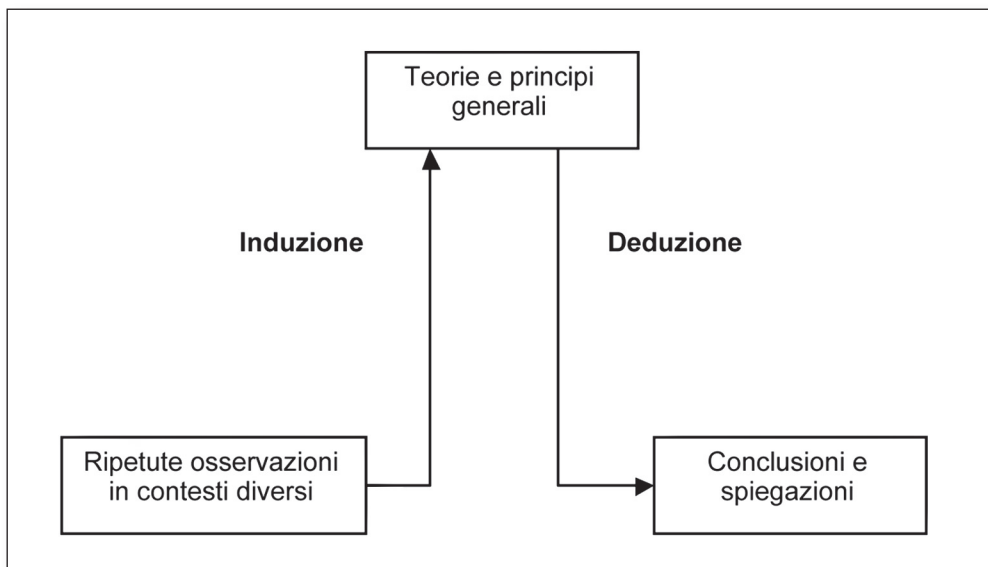 Teorie e principi
generali
Induzione
Deduzione
Ripetute osservazioni
in contesti diversi
Conclusioni e
spiegazioni